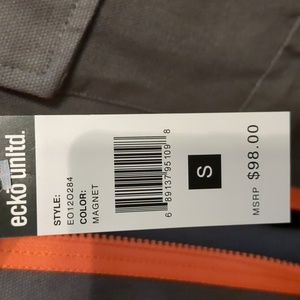 ecko unltd.
STYLE:
EO12O284
COLOR:
MAGNET
6 89137 95109 8
S
MSRP $98.00